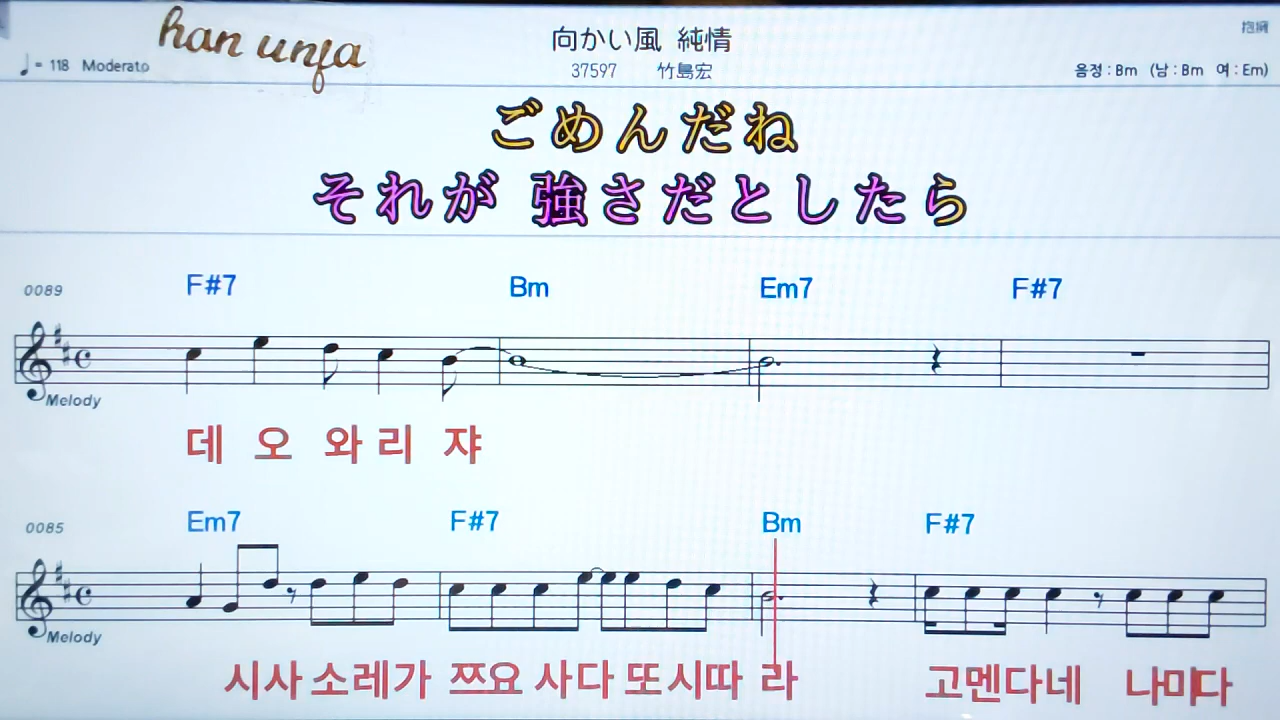 han unfa
向かい風 純情
抱擁
♩= 118 Moderato
37597 竹島宏
음정 : Bm (남 : Bm 여 : Em)
ごめんだね
それが 強さだとしたら
0089 F#7 Bm Em7 F#7
Melody
데 오 와 리 쟈
0085 Em7 F#7 Bm F#7
Melody
시사 소레가 쯔요 사다 또시따 라 고멘다네 나미다